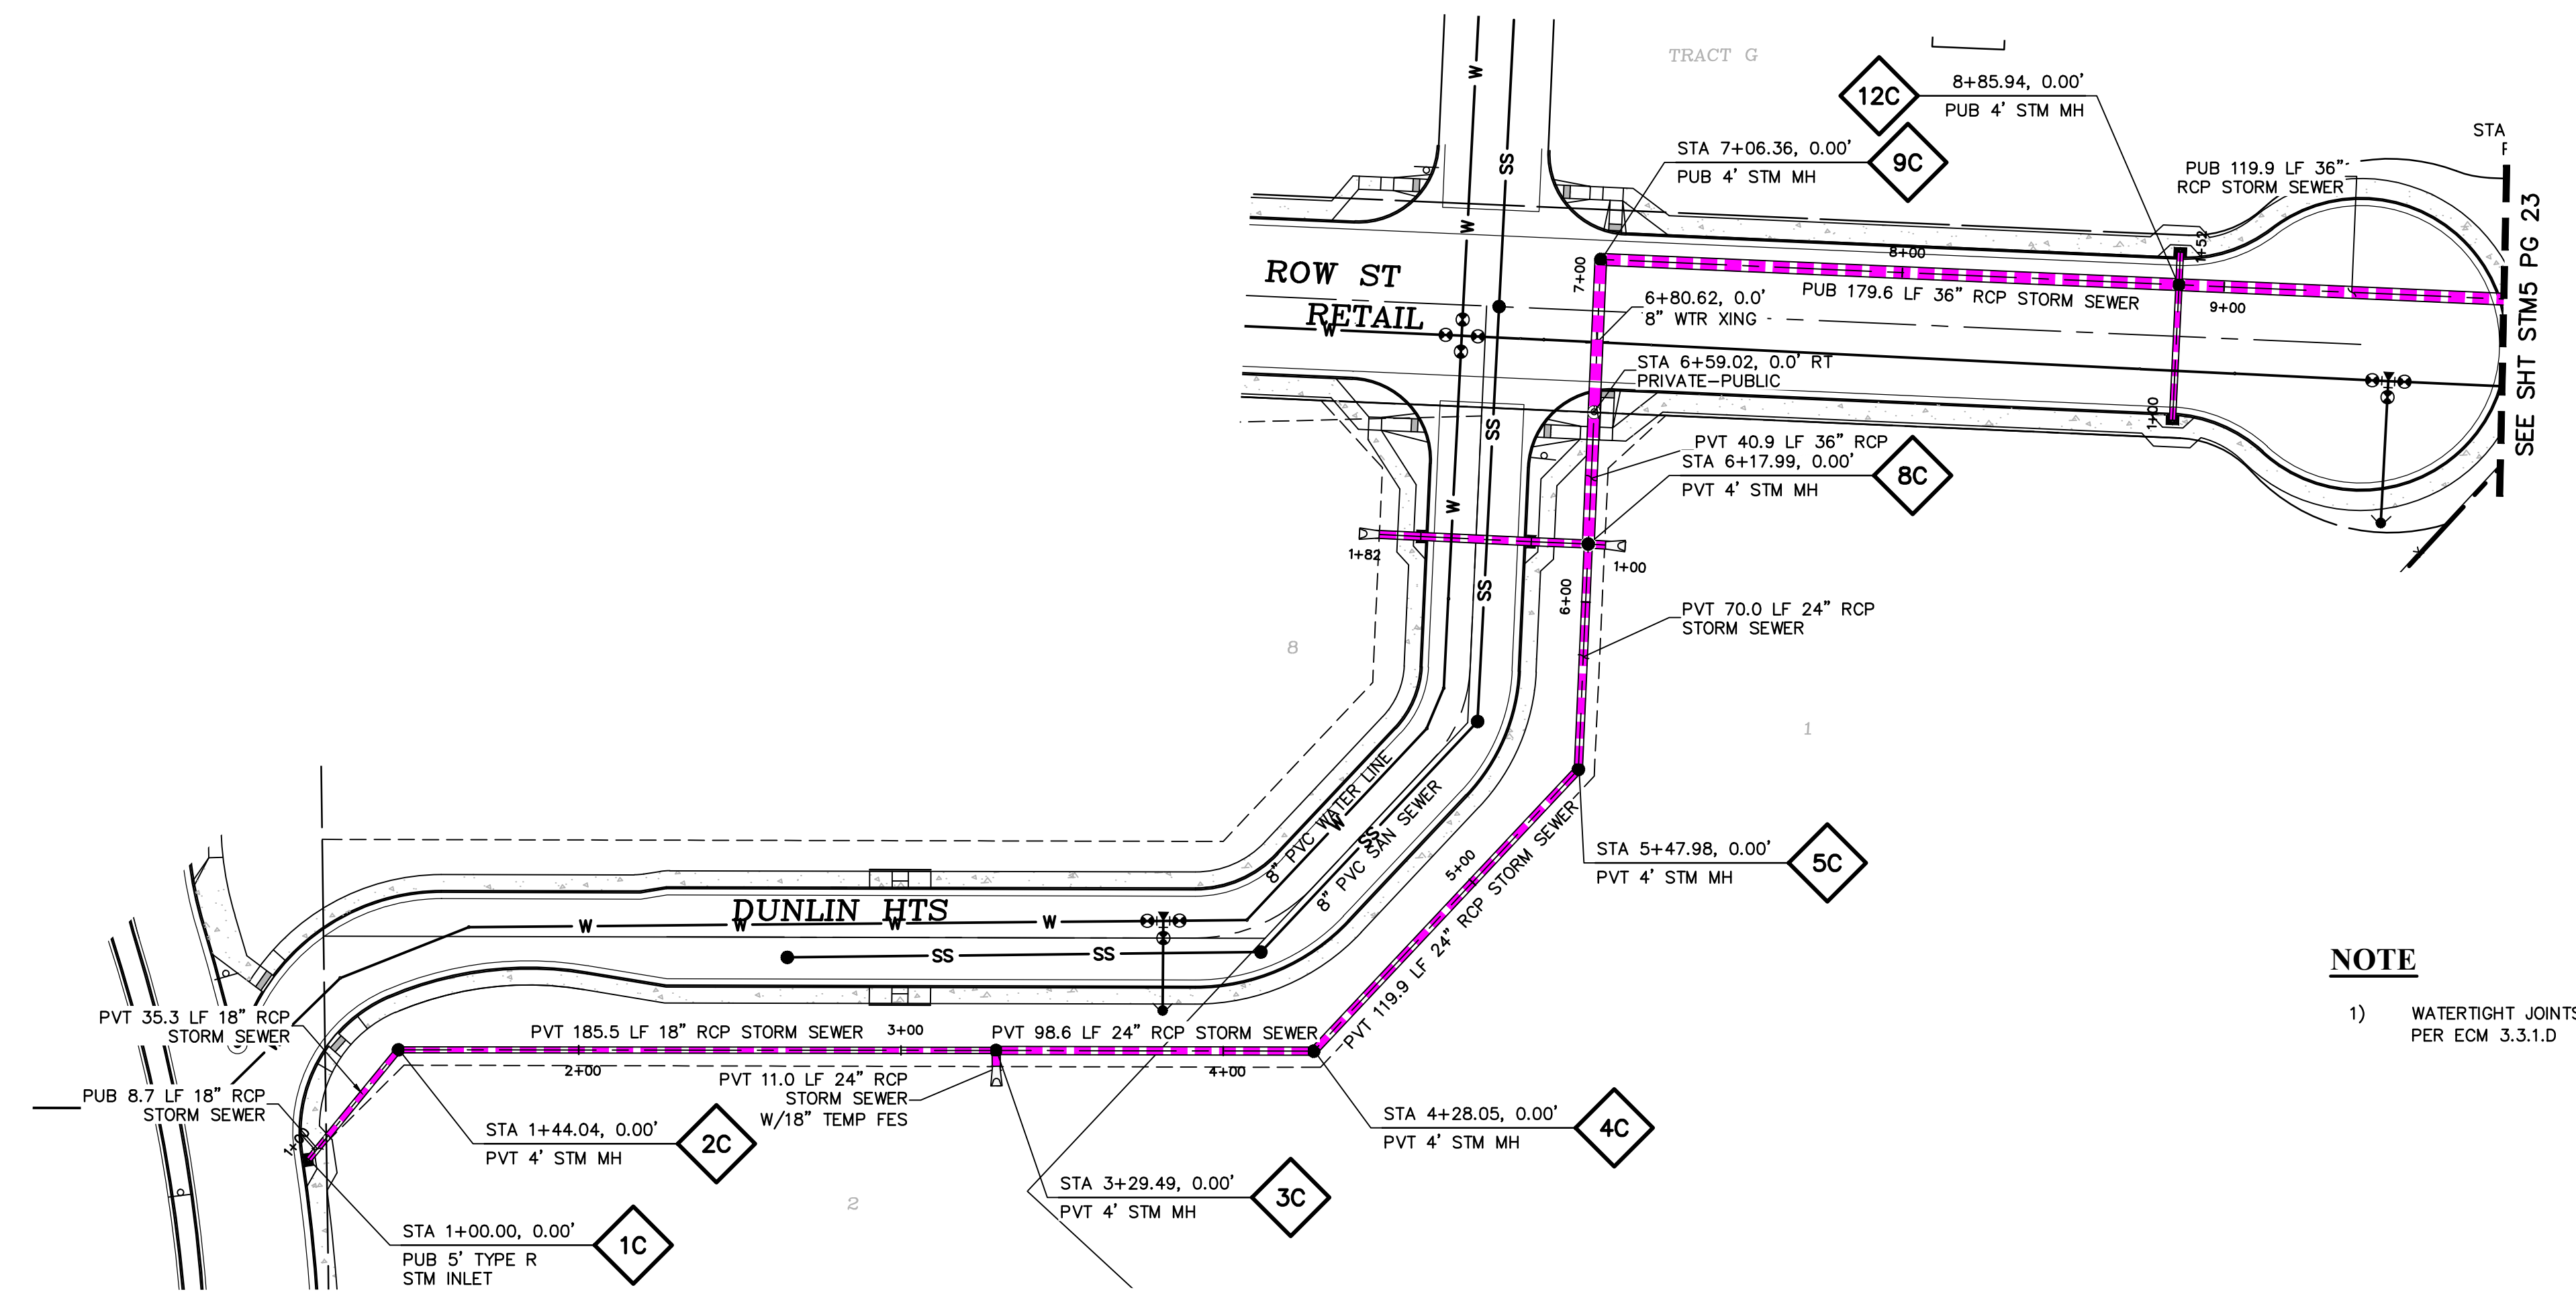 TRACT G
12C
8+85.94, 0.00'
PUB 4' STM MH
STA 7+06.36, 0.00'
PUB 4' STM MH
9C
STA
PUB 119.9 LF 36"
RCP STORM SEWER
SEE SHT STM5 PG 23
W
SS
W
ROW ST
RETAIL
W
7+00
8+00
1+52
PUB 179.6 LF 36" RCP STORM SEWER
9+00
6+80.62, 0.0'
8" WTR XING
STA 6+59.02, 0.0' RT
PRIVATE-PUBLIC
1+00
SS
PVT 40.9 LF 36" RCP
STA 6+17.99, 0.00'
PVT 4' STM MH
8C
W
1+82
1+00
SS
6+00
PVT 70.0 LF 24" RCP
STORM SEWER
8
1
8" PVC WATER LINE
W
SS
8" PVC SAN SEWER
5+00
PVT 119.9 LF 24" RCP STORM SEWER
STA 5+47.98, 0.00'
PVT 4' STM MH
5C
DUNLIN HTS
W
W
W
W
SS
SS
NOTE
1)
WATERTIGHT JOINTS
PER ECM 3.3.1.D
PVT 35.3 LF 18" RCP
STORM SEWER
PVT 185.5 LF 18" RCP STORM SEWER
3+00
PVT 98.6 LF 24" RCP STORM SEWER
2+00
4+00
PVT 11.0 LF 24" RCP
STORM SEWER
W/18" TEMP FES
PUB 8.7 LF 18" RCP
STORM SEWER
1+00
STA 1+44.04, 0.00'
PVT 4' STM MH
2C
STA 4+28.05, 0.00'
PVT 4' STM MH
4C
STA 3+29.49, 0.00'
PVT 4' STM MH
3C
2
STA 1+00.00, 0.00'
PUB 5' TYPE R
STM INLET
1C